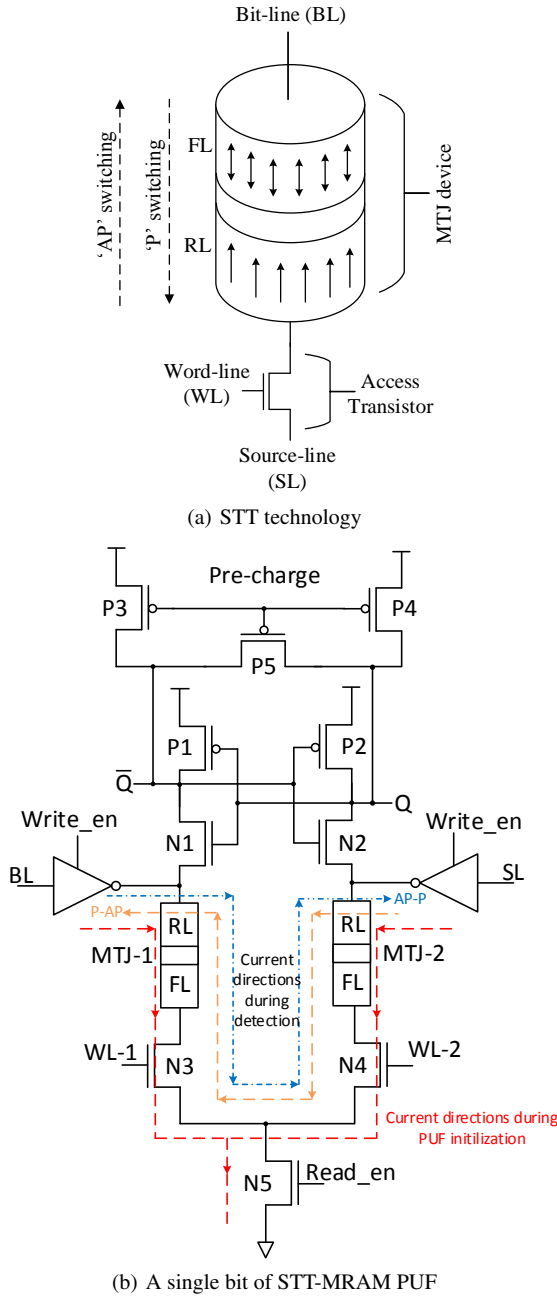 Bit-line (BL)
'AP' switching
'P' switching
FL
RL
MTJ device
Word-line
(WL)
Access
Transistor
Source-line
(SL)
(a) STT technology
Pre-charge
P3
P4
P5
P1
P2
Q
Q
Write_en
N1
N2
Write_en
BL
SL
P-AP
AP-P
RL
RL
MTJ-1
MTJ-2
Current
directions
during
detection
FL
FL
WL-1
N3
N4
WL-2
Current directions during
PUF initilization
N5
Read_en
(b) A single bit of STT-MRAM PUF